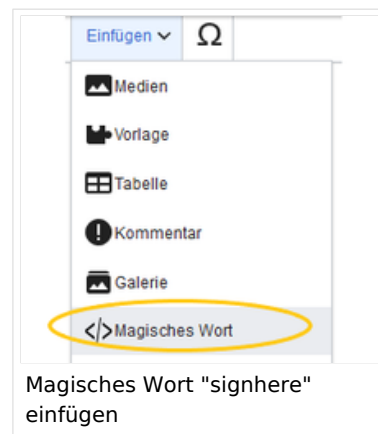 Einfügen Ω
Medien
Vorlage
Tabelle
Kommentar
Galerie
</>Magisches Wort
Magisches Wort "signhere"
einfügen